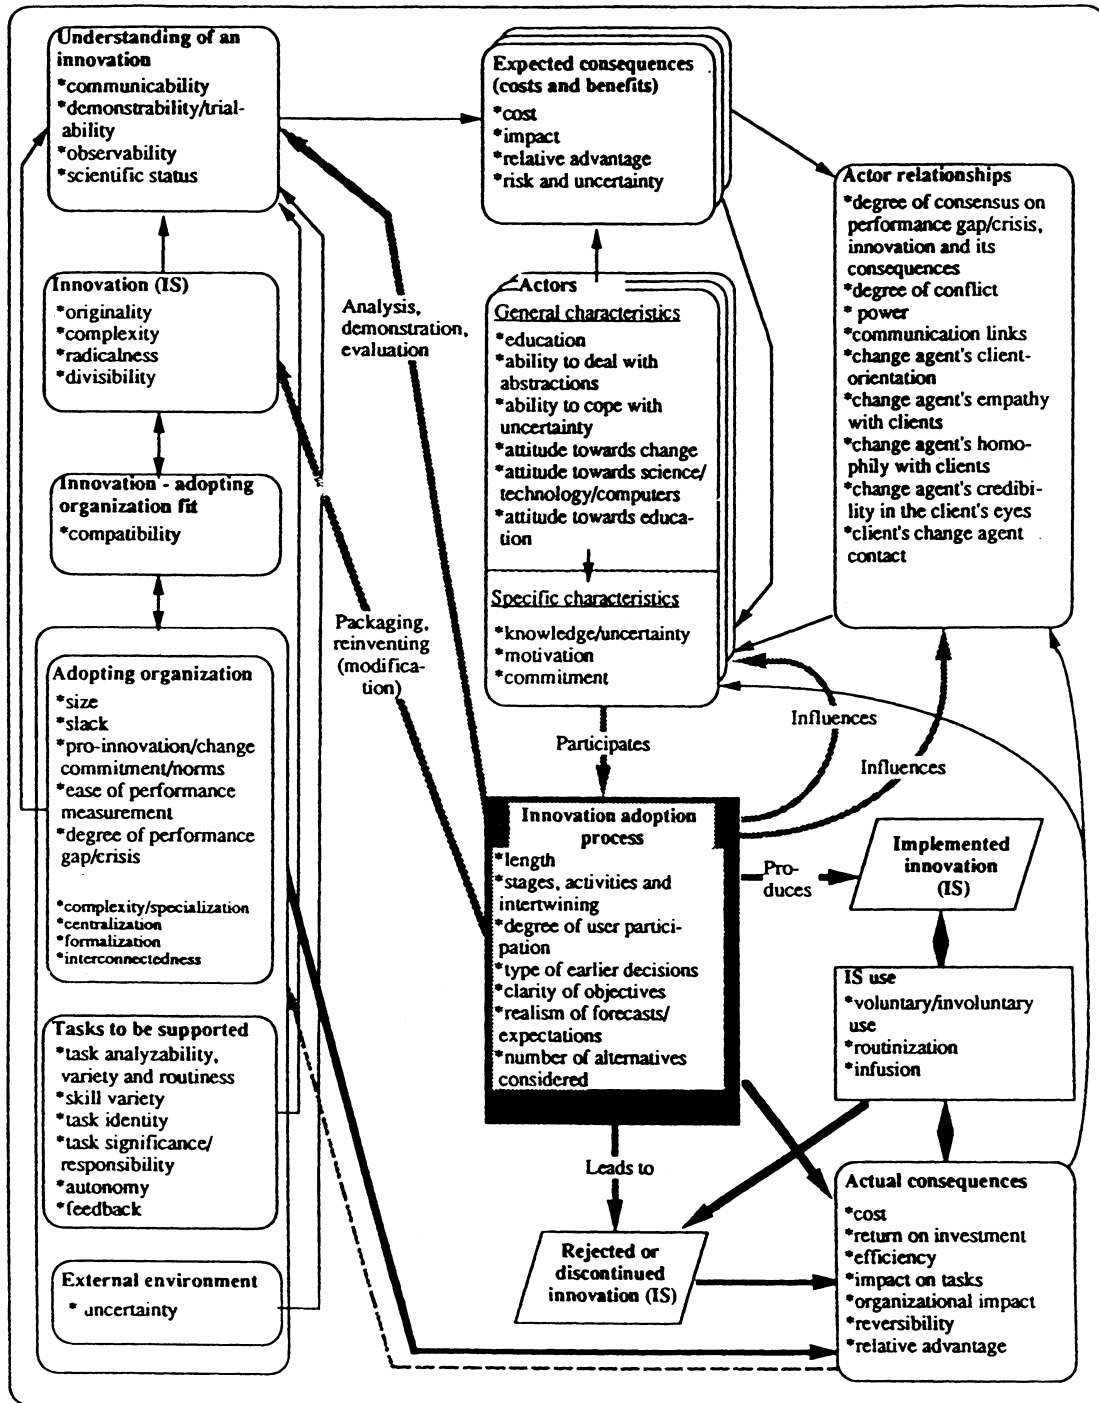 Understanding of an
innovation
*communicability
*demonstrability/trial-
ability
*observability
*scientific status
Innovation (IS)
*originality
*complexity
*radicalness
*divisibility
Innovation - adopting
organization fit
*compatibility
Adopting organization
*size
*slack
*pro-innovation/change
commitment/norms
*ease of performance
measurement
*degree of performance
gap/crisis
*complexity/specialization
*centralization
*formalization
*interconnectedness
Tasks to be supported
*task analyzability,
variety and routiness
*skill variety
*task identity
*task significance/
responsibility
*autonomy
*feedback
External environment
* uncertainty
Analysis,
demonstration,
evaluation
Packaging,
reinventing
(modifica-
tion)
Expected consequences
(costs and benefits)
*cost
*impact
*relative advantage
*risk and uncertainty
Actors
General characteristics
*education
*ability to deal with
abstractions
*ability to cope with
uncertainty
*attitude towards change
*attitude towards science/
technology/computers
*attitude towards educa-
tion
Specific characteristics
*knowledge/uncertainty
*motivation
*commitment
Participates
Innovation adoption
process
*length
*stages, activities and
intertwining
*degree of user partici-
pation
*type of earlier decisions
*clarity of objectives
*realism of forecasts/
expectations
*number of alternatives
considered
Leads to
Rejected or
discontinued
innovation (IS)
Actor relationships
*degree of consensus on
performance gap/crisis,
innovation and its
consequences
*degree of conflict
* power
*communication links
*change agent's client-
orientation
*change agent's empathy
with clients
*change agent's homo-
phily with clients
*change agent's credibi-
lity in the client's eyes
*client's change agent
contact
Influences
Influences
Pro-
duces
Implemented
innovation
(IS)
IS use
*voluntary/involuntary
use
*routinization
*infusion
Actual consequences
*cost
*return on investment
*efficiency
*impact on tasks
*organizational impact
*reversibility
*relative advantage